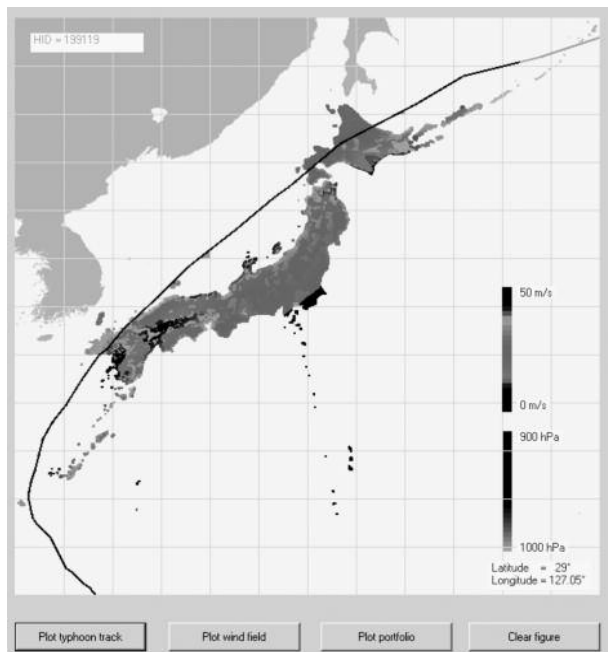 HID = 199119
50 m/s
0 m/s
900 hPa
1000 hPa
Latitude = 29°
Longitude = 127.05°
Plot typhoon track
Plot wind field
Plot portfolio
Clear figure